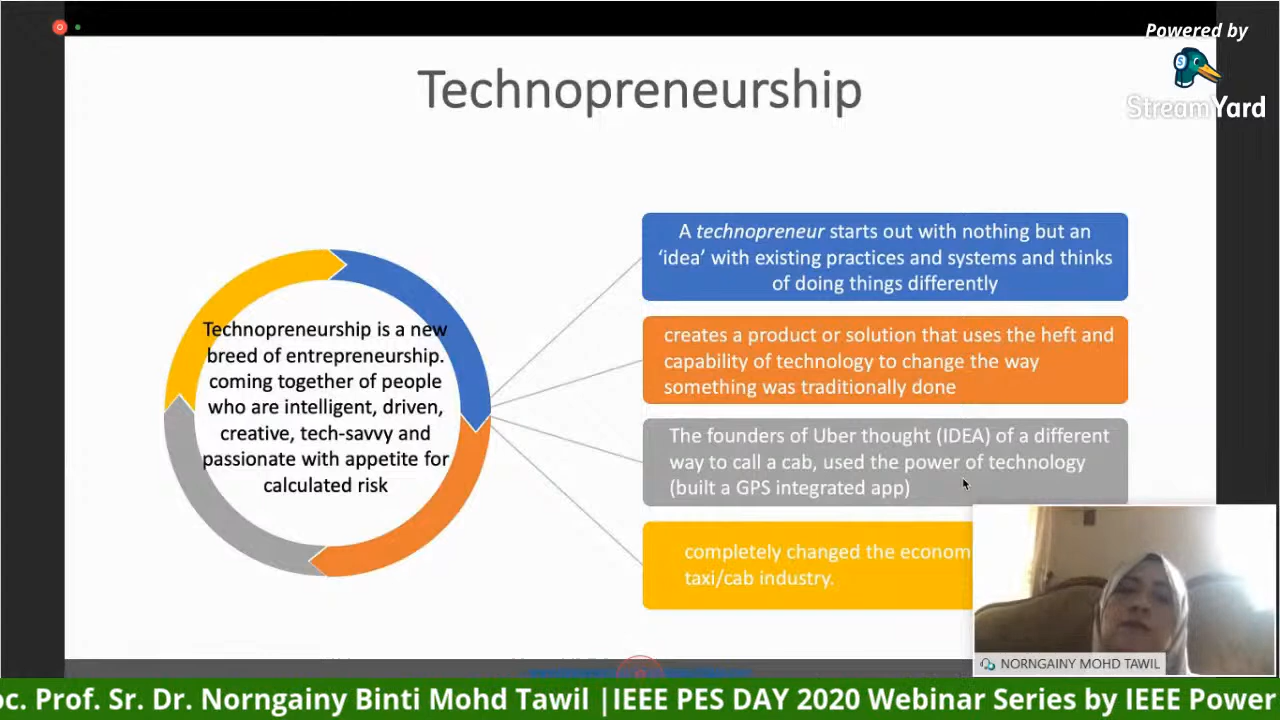 Powered by
StreamYard
Technopreneurship
Technopreneurship is a new
breed of entrepreneurship.
coming together of people
who are intelligent, driven,
creative, tech-savvy and
passionate with appetite for
calculated risk
A technopreneur starts out with nothing but an
‘idea’ with existing practices and systems and thinks
of doing things differently
creates a product or solution that uses the heft and
capability of technology to change the way
something was traditionally done
The founders of Uber thought (IDEA) of a different
way to call a cab, used the power of technology
(built a GPS integrated app)
completely changed the econom
taxi/cab industry.
NORNGAINY MOHD TAWIL
oc. Prof. Sr. Dr. Norngainy Binti Mohd Tawil |IEEE PES DAY 2020 Webinar Series by IEEE Power